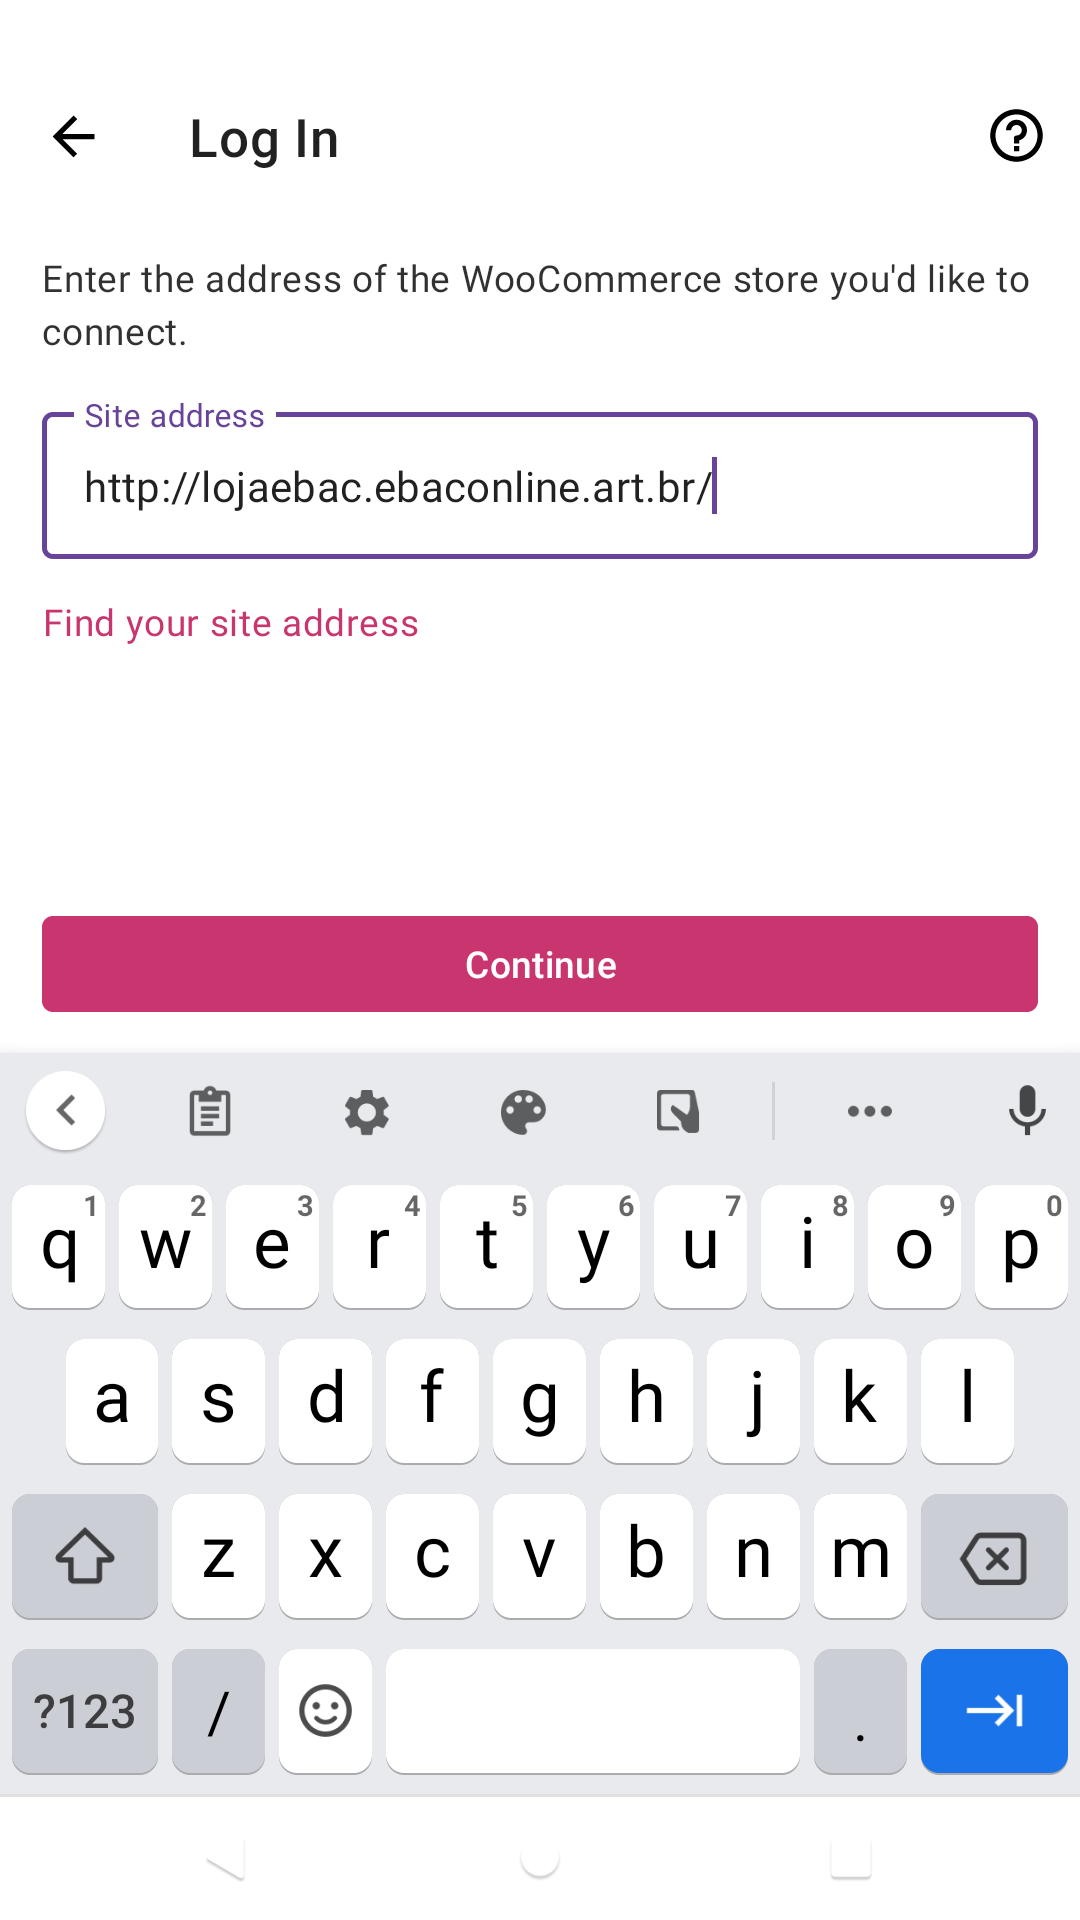 Log In
Enter the address of the WooCommerce store you'd like to
connect.
Site address
http://lojaebac.ebaconline.art.br/
Find your site address
Continue
1 2 3 4 5 6 7 8 9 0
q w e r t y u i o p
a s d f g h j k l
z x c v b n m
?123 / .